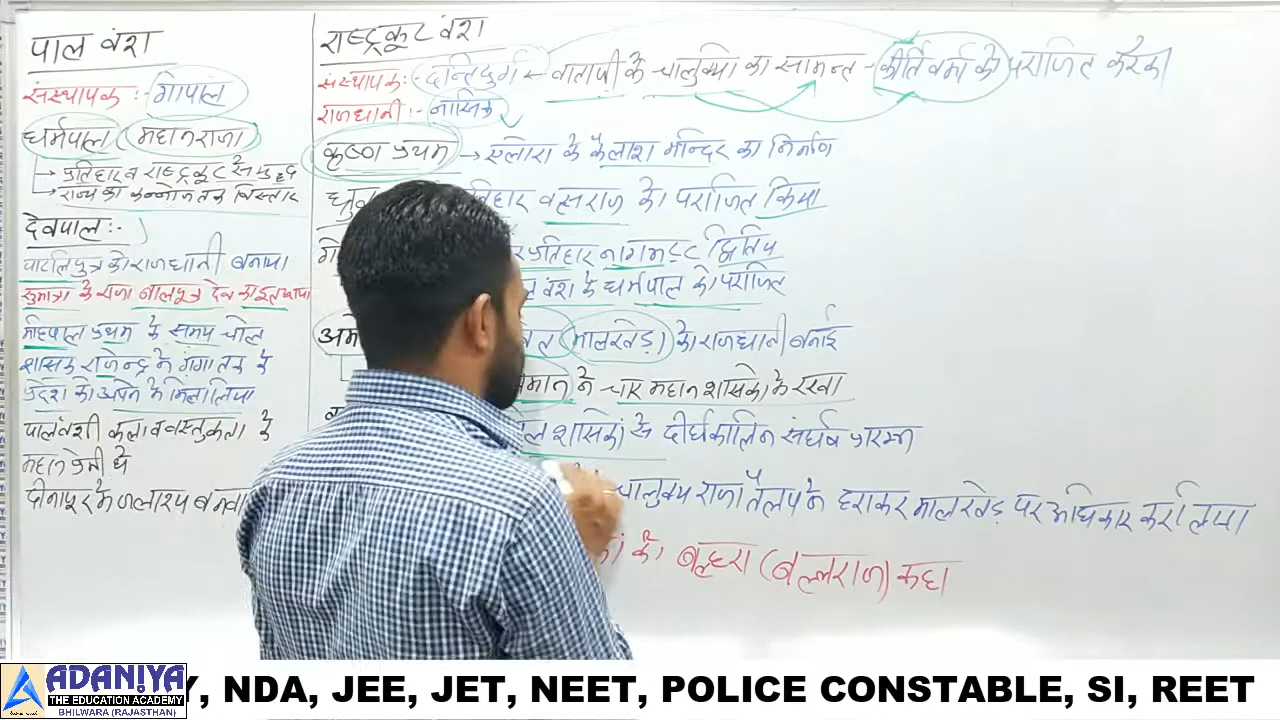 पाल वंश
संस्थापक :- गोपाल
धर्मपाल (महानराजा)
→ प्रतिहार व राष्ट्रकूट से युद्ध
→ राज्य का कन्नोज तक विस्तार
देवपाल :-
पाटलिपुत्र को राजधानी बनाया
सुमात्रा के राजा बालपुत्र देव
महिपाल प्रथम के समय चोल
शासक राजेन्द्र ने गंगा तक के
प्रदेश को अपने में मिला लिया
पालवंशी कला व वस्तुकला के
महान प्रेमी थे
दीनापुर में जलाशय बनवा
राष्ट्रकूट वंश
संस्थापक :- दन्तिदुर्ग ← वातापी के चालुक्यो का सामन्त - कीर्तिवर्मा को पराजित करके
राजधानी :- नासिक
कृष्णा प्रथम → एलोरा के कैलाश मन्दिर का निर्माण
ध्रुव वत्सराज को पराजित किया
प्रतिहार नागभट्ट द्वितिय
वंश के धर्मपाल को पराजित
(मालखेड़) को राजधानी बनाई
ने चार महान शासको में रखा
शासकों से दीर्घकालिन संघर्ष प्रारम्भ
चालुक्य राजा तैलप ने हराकर मालखेड़ पर अधिकार कर लिया
को बल्हरा (बल्लराज) कहा
ADANIYA
THE EDUCATION ACADEMY
BHILWARA (RAJASTHAN)
Y, NDA, JEE, JET, NEET, POLICE CONSTABLE, SI, REET